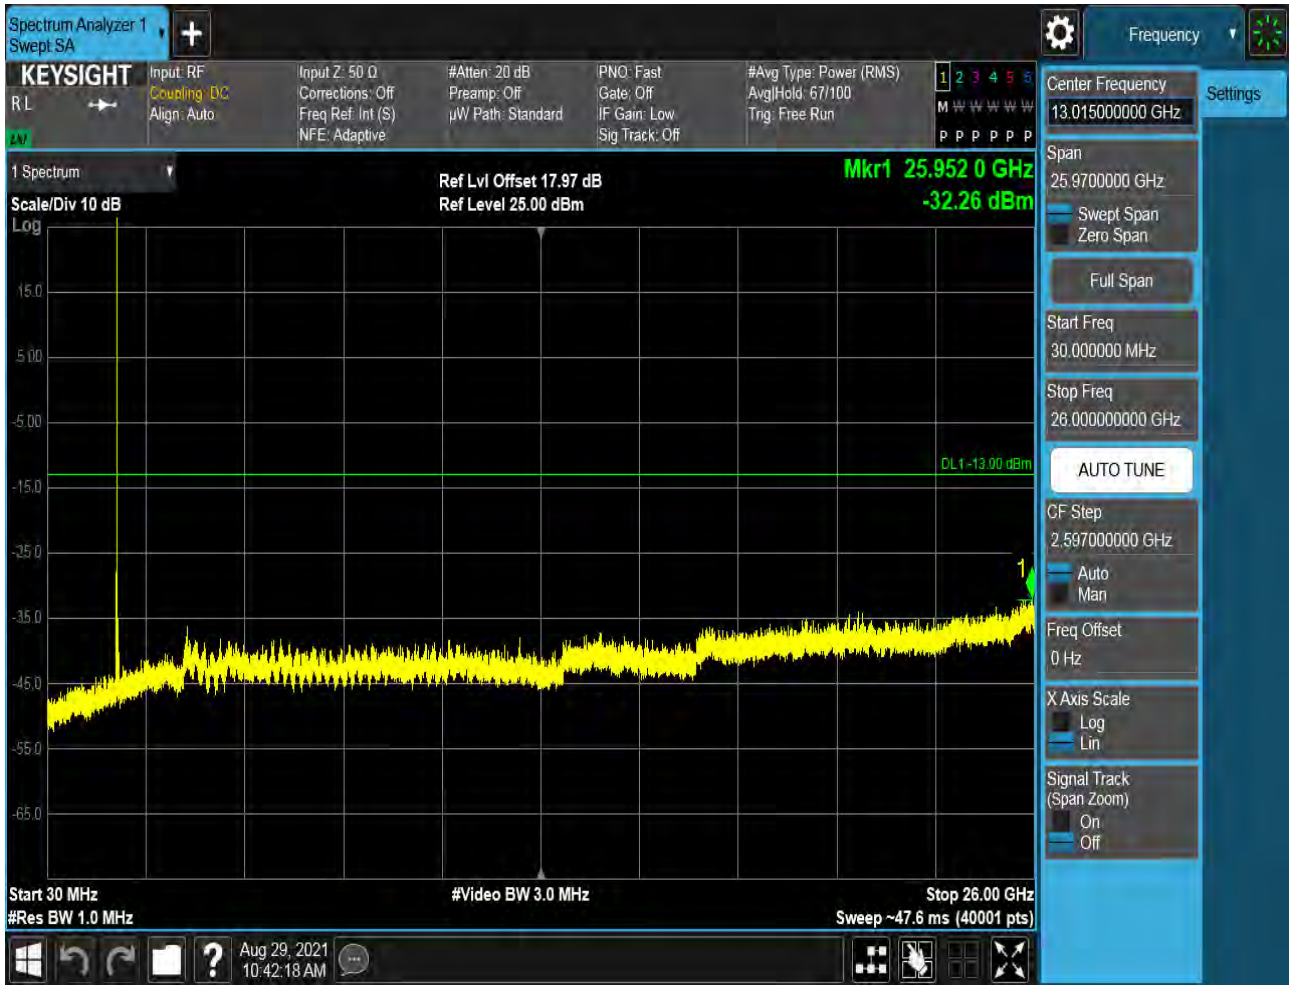 Spectrum Analyzer 1
Swept SA
Frequency
KEYSIGHT
R L
Input: RF
Coupling: DC
Align: Auto
Input Z: 50 Ω
Corrections: Off
Freq Ref: Int (S)
NFE: Adaptive
#Atten: 20 dB
Preamp: Off
µW Path: Standard
PNO: Fast
Gate: Off
IF Gain: Low
Sig Track: Off
#Avg Type: Power (RMS)
Avg|Hold: 67/100
Trig: Free Run
1 2 3 4 5 6
M W W W W W
P P P P P P
1 Spectrum
Scale/Div 10 dB
Log
Ref Lvl Offset 17.97 dB
Ref Level 25.00 dBm
Mkr1 25.952 0 GHz
-32.26 dBm
15.0
5.00
-5.00
-15.0
-25.0
-35.0
-45.0
-55.0
-65.0
DL1 -13.00 dBm
1
Start 30 MHz
#Res BW 1.0 MHz
#Video BW 3.0 MHz
Stop 26.00 GHz
Sweep ~47.6 ms (40001 pts)
Aug 29, 2021
10:42:18 AM
Center Frequency
13.015000000 GHz
Settings
Span
25.9700000 GHz
Swept Span
Zero Span
Full Span
Start Freq
30.000000 MHz
Stop Freq
26.000000000 GHz
AUTO TUNE
CF Step
2.597000000 GHz
Auto
Man
Freq Offset
0 Hz
X Axis Scale
Log
Lin
Signal Track
(Span Zoom)
On
Off